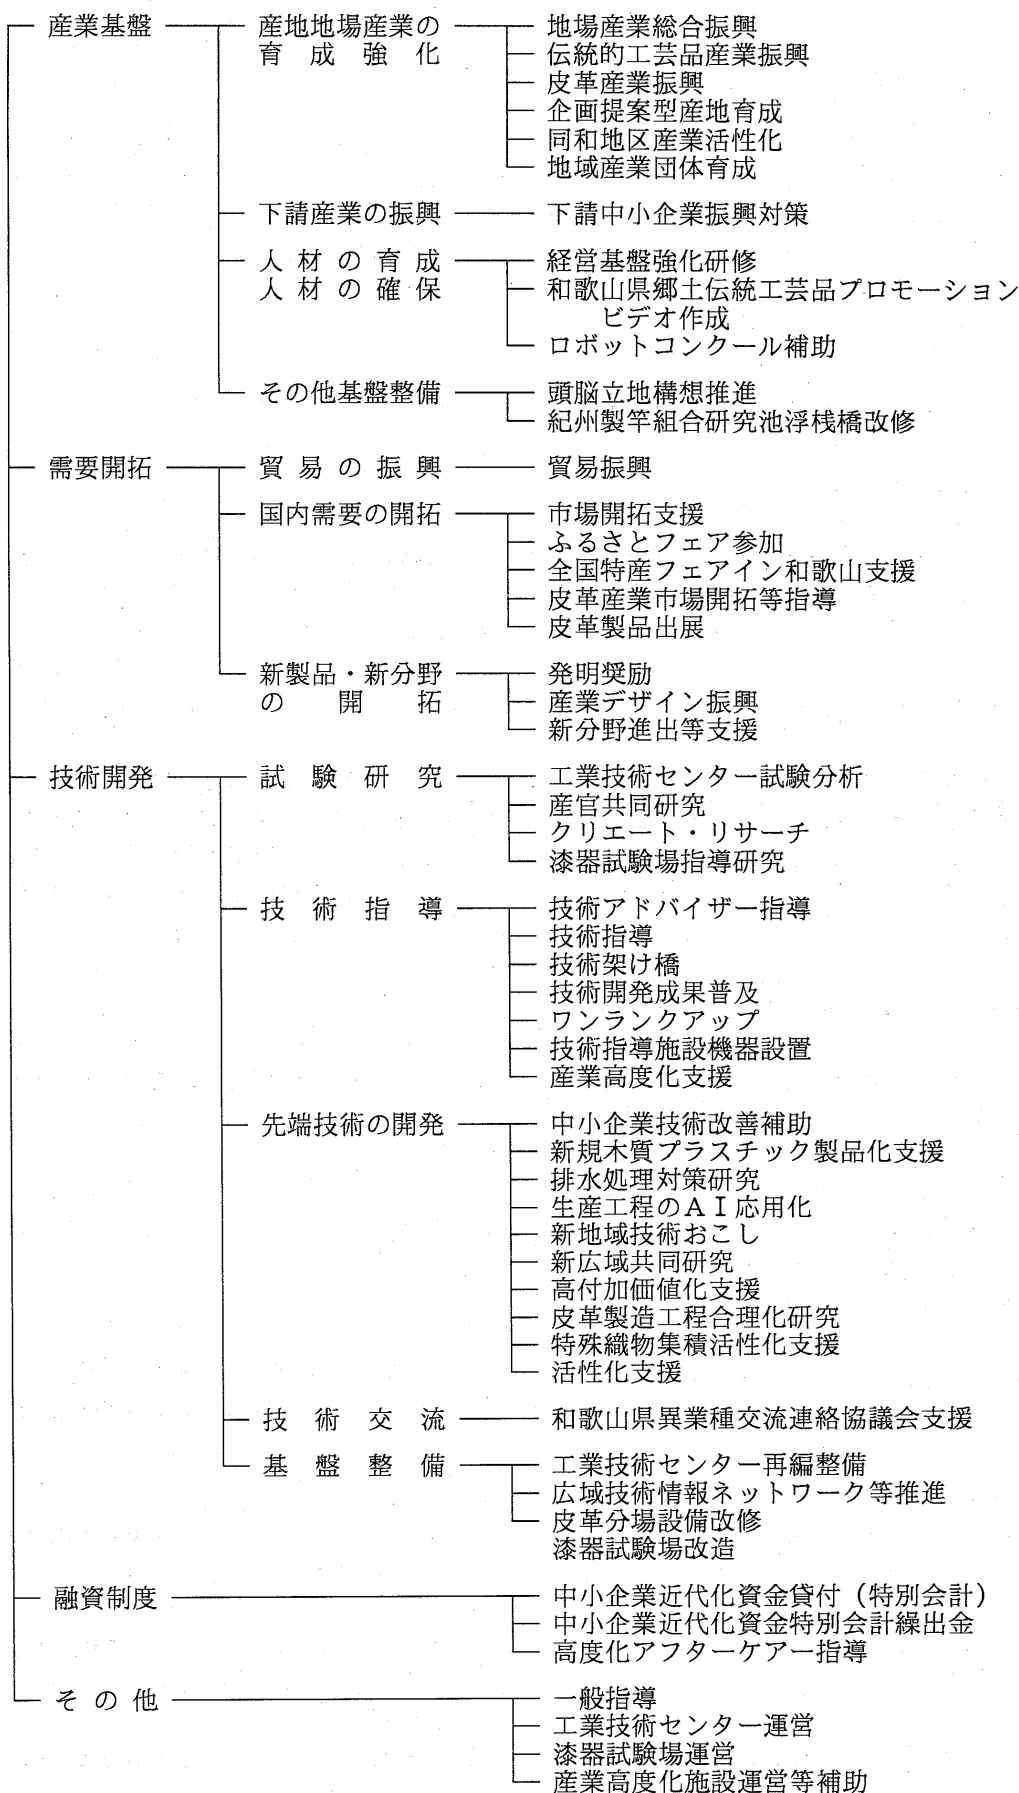 産業基盤
産地地場産業の
育成強化
地場産業総合振興
伝統的工芸品産業振興
皮革産業振興
企画提案型産地育成
同和地区産業活性化
地域産業団体育成
下請産業の振興
下請中小企業振興対策
人材の育成
人材の確保
経営基盤強化研修
和歌山県郷土伝統工芸品プロモーション
ビデオ作成
ロボットコンクール補助
その他基盤整備
頭脳立地構想推進
紀州製竿組合研究池浮桟橋改修
需要開拓
貿易の振興
貿易振興
国内需要の開拓
市場開拓支援
ふるさとフェア参加
全国特産フェアイン和歌山支援
皮革産業市場開拓等指導
皮革製品出展
新製品・新分野
の開拓
発明奨励
産業デザイン振興
新分野進出等支援
技術開発
試験研究
工業技術センター試験分析
産官共同研究
クリエート・リサーチ
漆器試験場指導研究
技術指導
技術アドバイザー指導
技術指導
技術架け橋
技術開発成果普及
ワンランクアップ
技術指導施設機器設置
産業高度化支援
先端技術の開発
中小企業技術改善補助
新規木質プラスチック製品化支援
排水処理対策研究
生産工程のAI応用化
新地域技術おこし
新広域共同研究
高付加価値化支援
皮革製造工程合理化研究
特殊織物集積活性化支援
活性化支援
技術交流
和歌山県異業種交流連絡協議会支援
基盤整備
工業技術センター再編整備
広域技術情報ネットワーク等推進
皮革分場設備改修
漆器試験場改造
融資制度
中小企業近代化資金貸付（特別会計）
中小企業近代化資金特別会計繰出金
高度化アフターケアー指導
その他
一般指導
工業技術センター運営
漆器試験場運営
産業高度化施設運営等補助